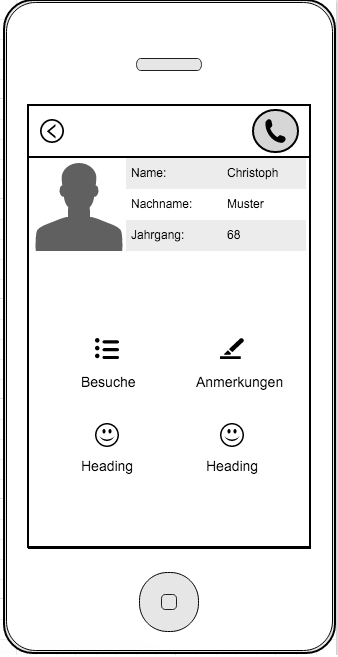 Name: Christoph
Nachname: Muster
Jahrgang: 68
Besuche Anmerkungen
Heading Heading